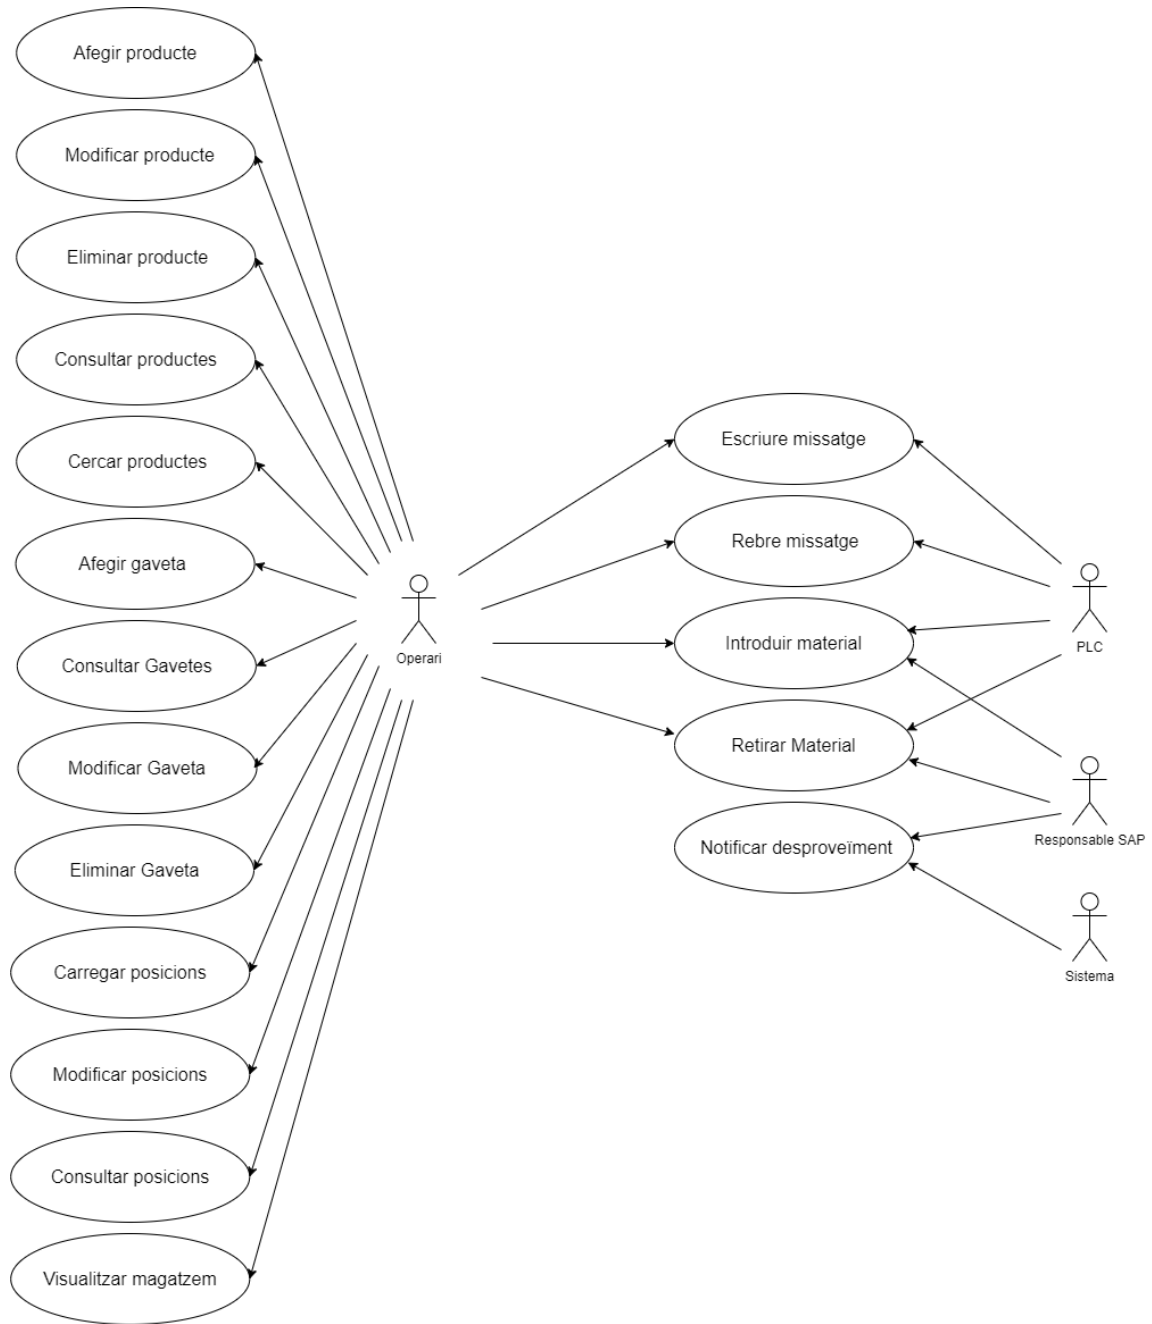 Afegir producte
Modificar producte
Eliminar producte
Consultar productes
Cercar productes
Afegir gaveta
Consultar Gavetes
Modificar Gaveta
Eliminar Gaveta
Carregar posicions
Modificar posicions
Consultar posicions
Visualitzar magatzem
Operari
Escriure missatge
Rebre missatge
Introduir material
Retirar Material
Notificar desproveïment
PLC
Responsable SAP
Sistema